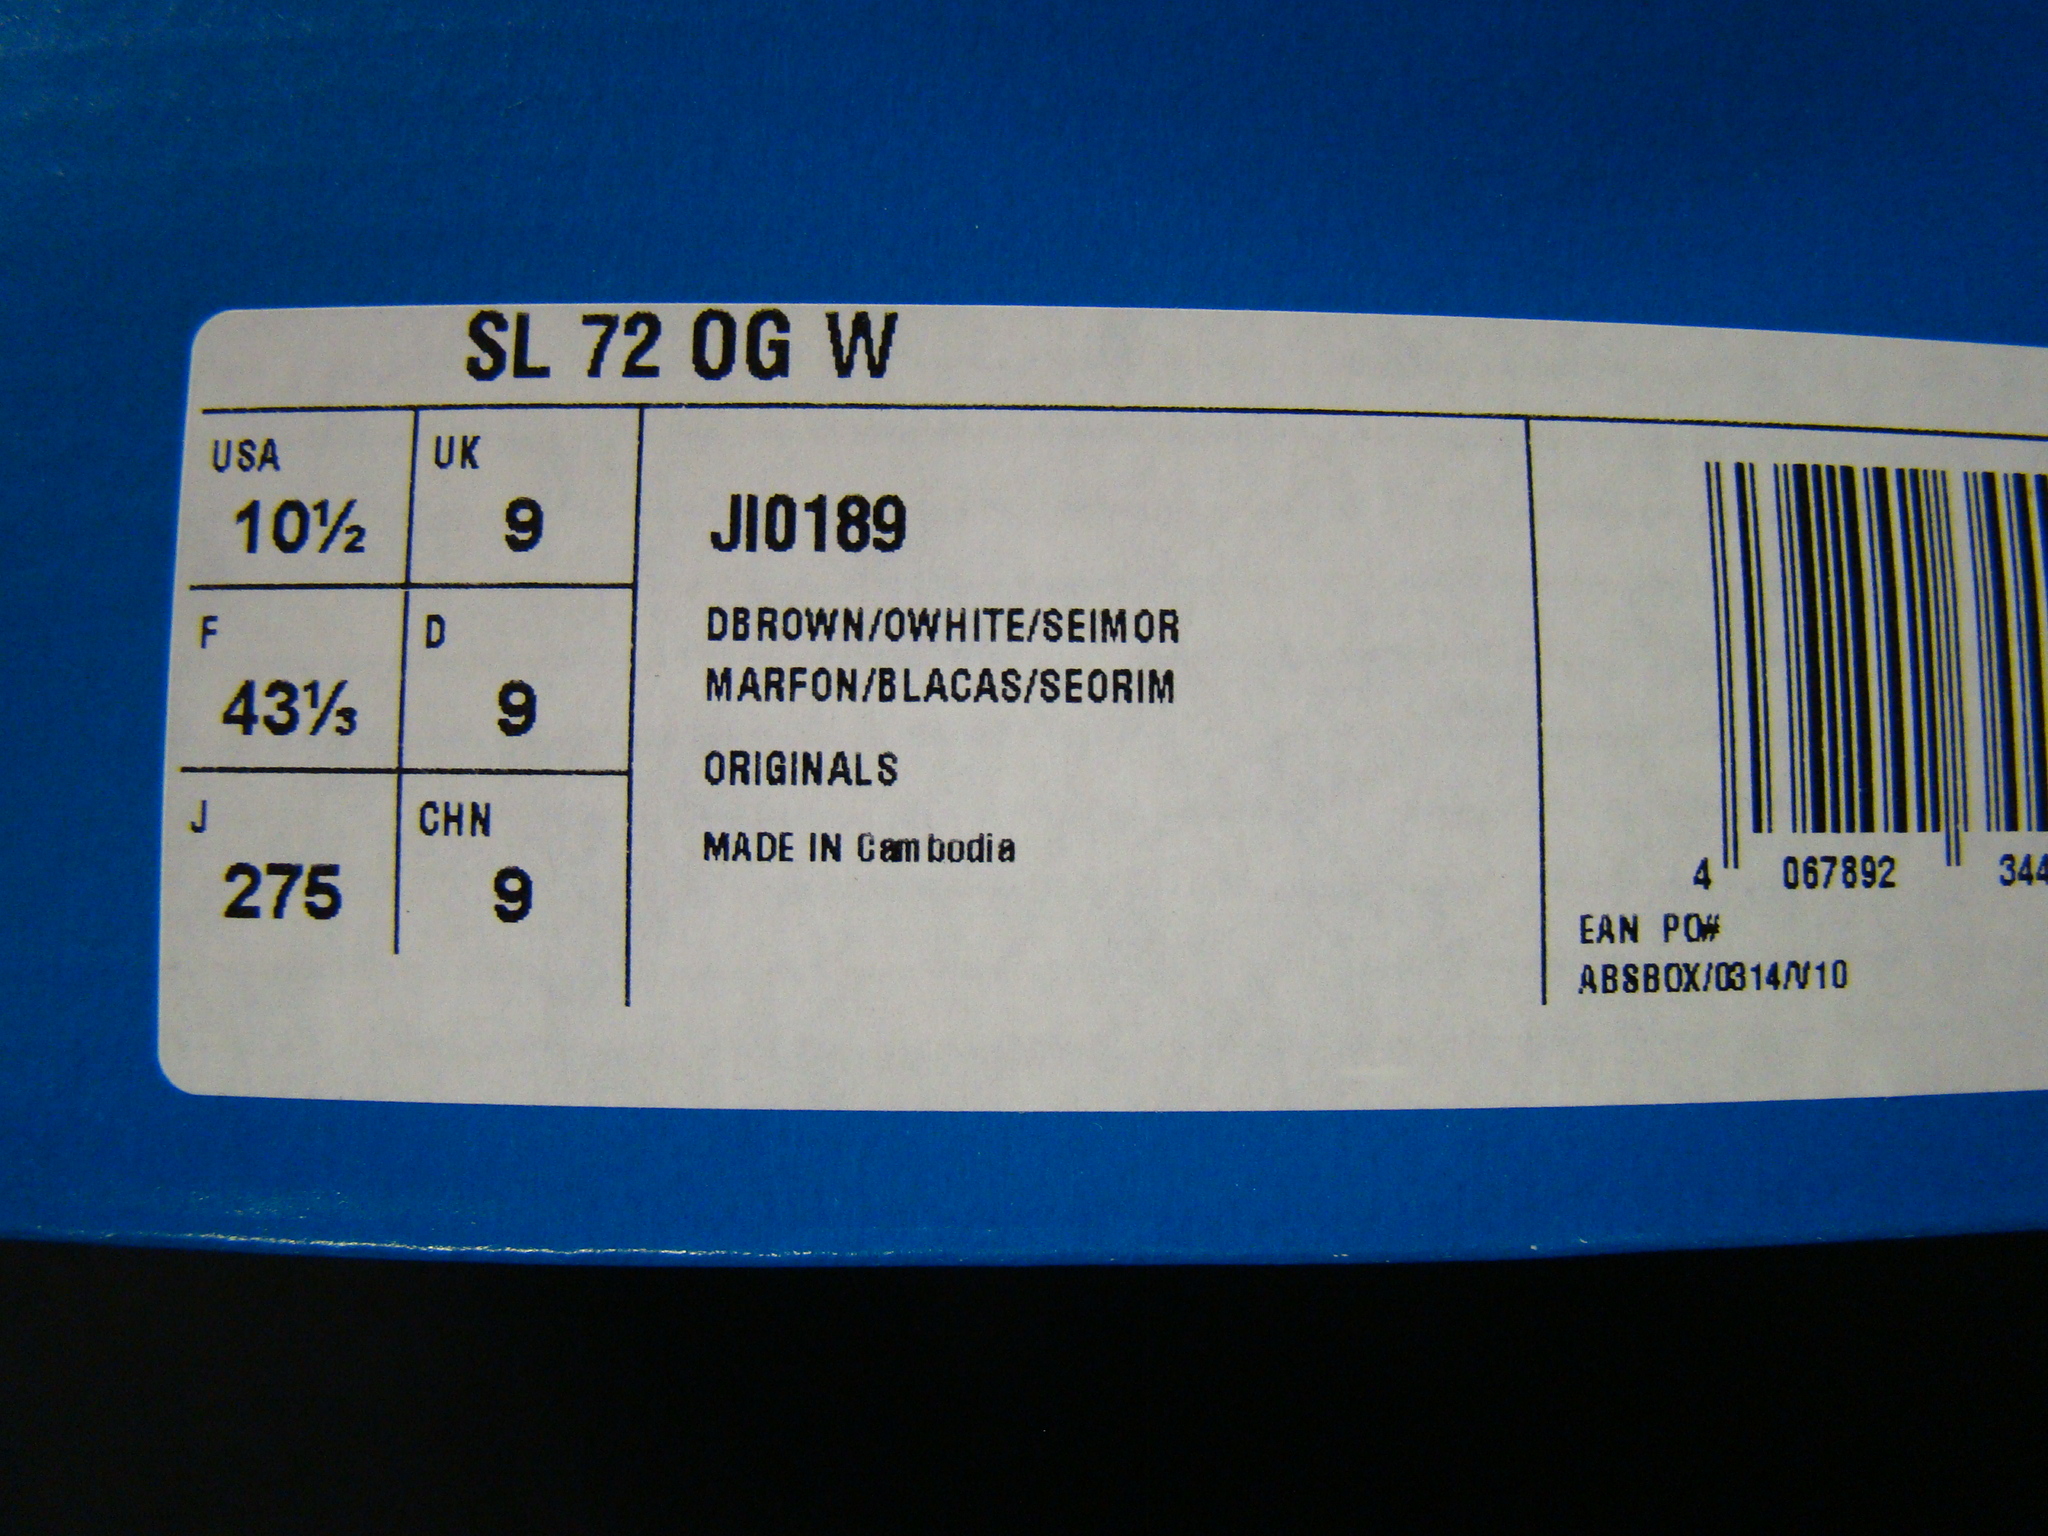 SL 72 OG W
USA UK
10½ 9
JI0189
F D
43⅓ 9
DBROWN/OWHITE/SEIMOR
MARFON/BLACAS/SEORIM
ORIGINALS
J CHN
275 9
MADE IN Cambodia
4 067892 344
EAN PO#
ABSBOX/0314/V10